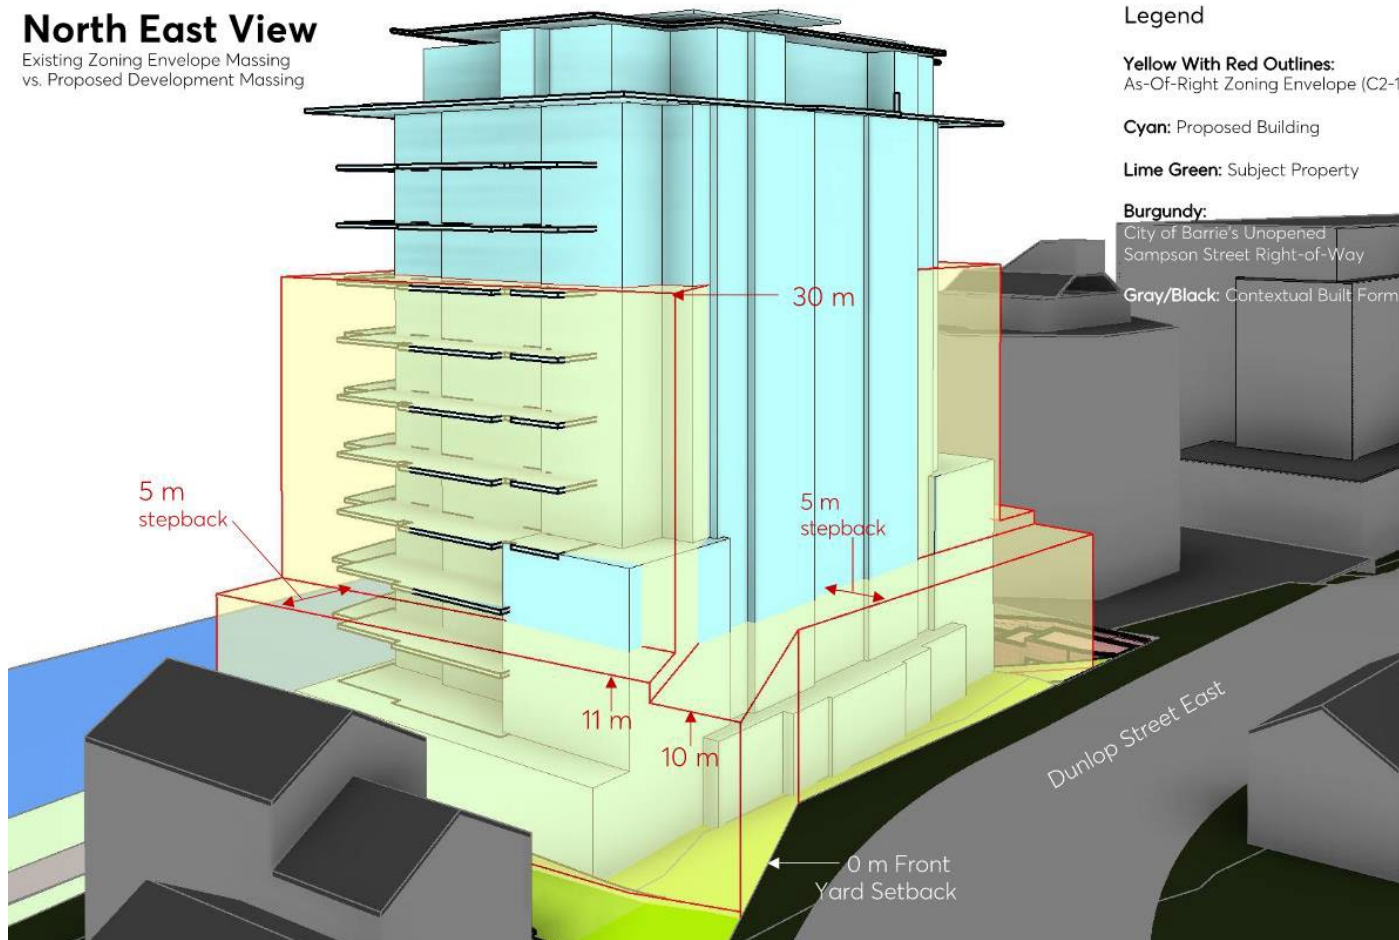 North East View
Existing Zoning Envelope Massing
vs. Proposed Development Massing
Legend
Yellow With Red Outlines:
As-Of-Right Zoning Envelope (C2-1
Cyan: Proposed Building
Lime Green: Subject Property
Burgundy:
City of Barrie's Unopened
Sampson Street Right-of-Way
Gray/Black: Contextual Built Form
30 m
5 m
stepback
5 m
stepback
11 m
10 m
Dunlop Street East
0 m Front
Yard Setback